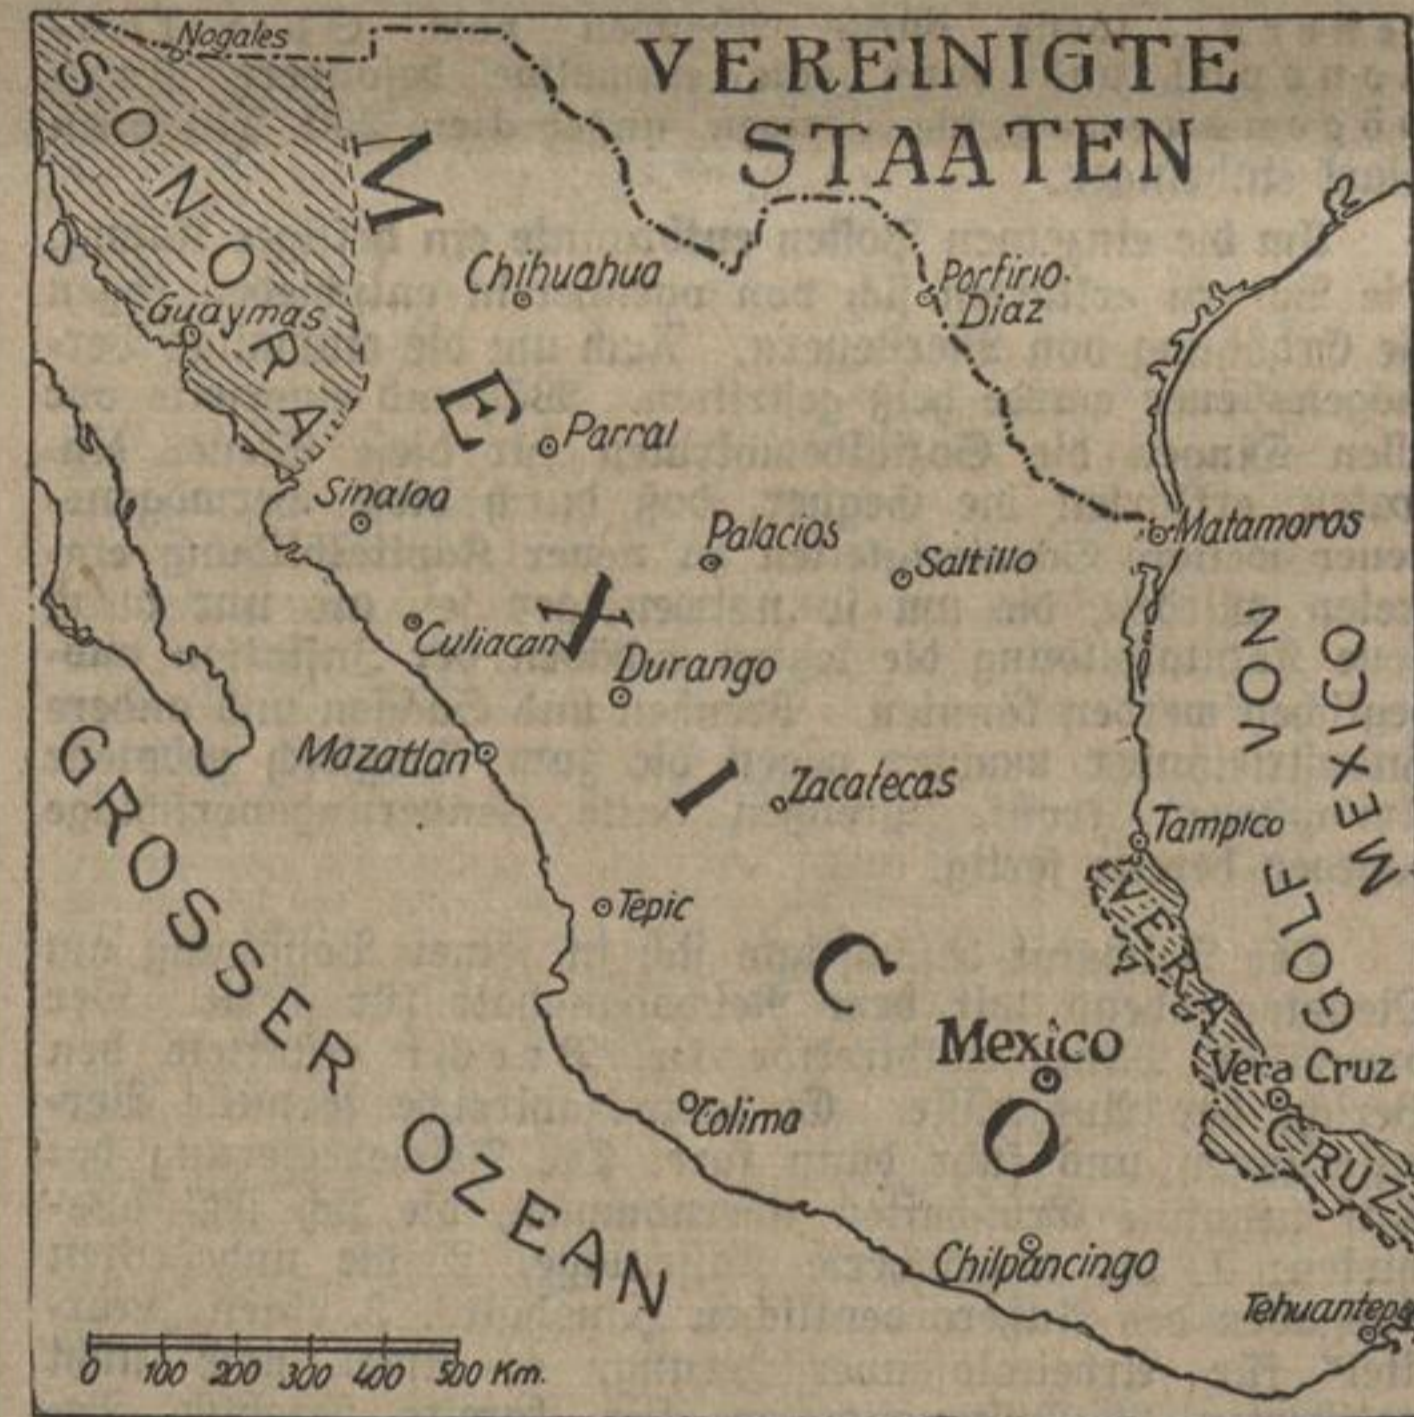 Nogales
VEREINIGTE
STAATEN
SONORA
MEXICO
Chihuahua
Porfirio-
Diaz
Guaymas
Parral
Sinaloa
Palacios
Saltillo
Matamoros
Culiacan
Durango
GOLF VON
MEXICO
Mazatlan
Zacatecas
Tampico
GROSSER OZEAN
Tepic
VERA CRUZ
Mexico
Vera Cruz
Colima
Chilpancingo
Tehuantepe
0 100 200 300 400 500 Km.